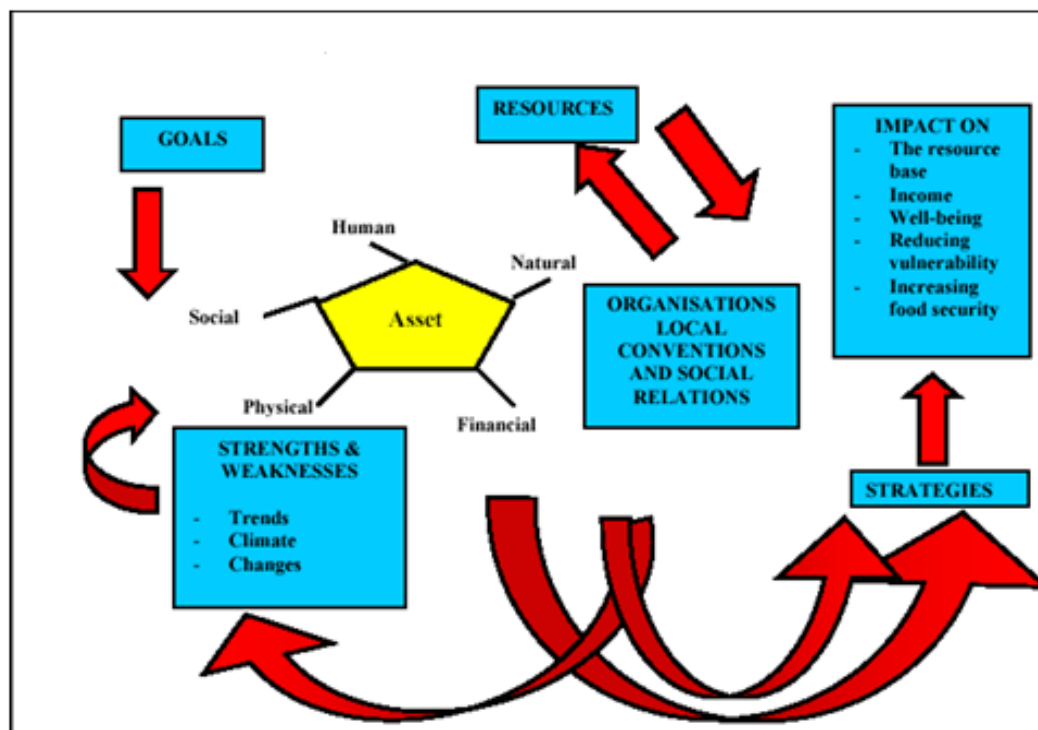 GOALS
RESOURCES
IMPACT ON
- The resource
base
- Income
- Well-being
- Reducing
vulnerability
- Increasing
food security
Human
Natural
Social
Asset
Physical
Financial
ORGANISATIONS
LOCAL
CONVENTIONS
AND SOCIAL
RELATIONS
STRENGTHS &
WEAKNESSES
- Trends
- Climate
- Changes
STRATEGIES